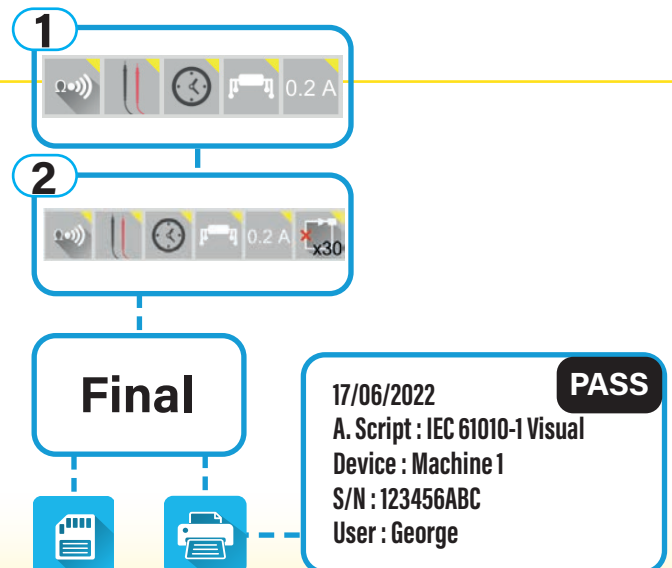 1
Ω
0.2 A
2
Ω
0.2 A
x30
Final
PASS
17/06/2022
A. Script : IEC 61010-1 Visual
Device : Machine 1
S/N : 123456ABC
User : George